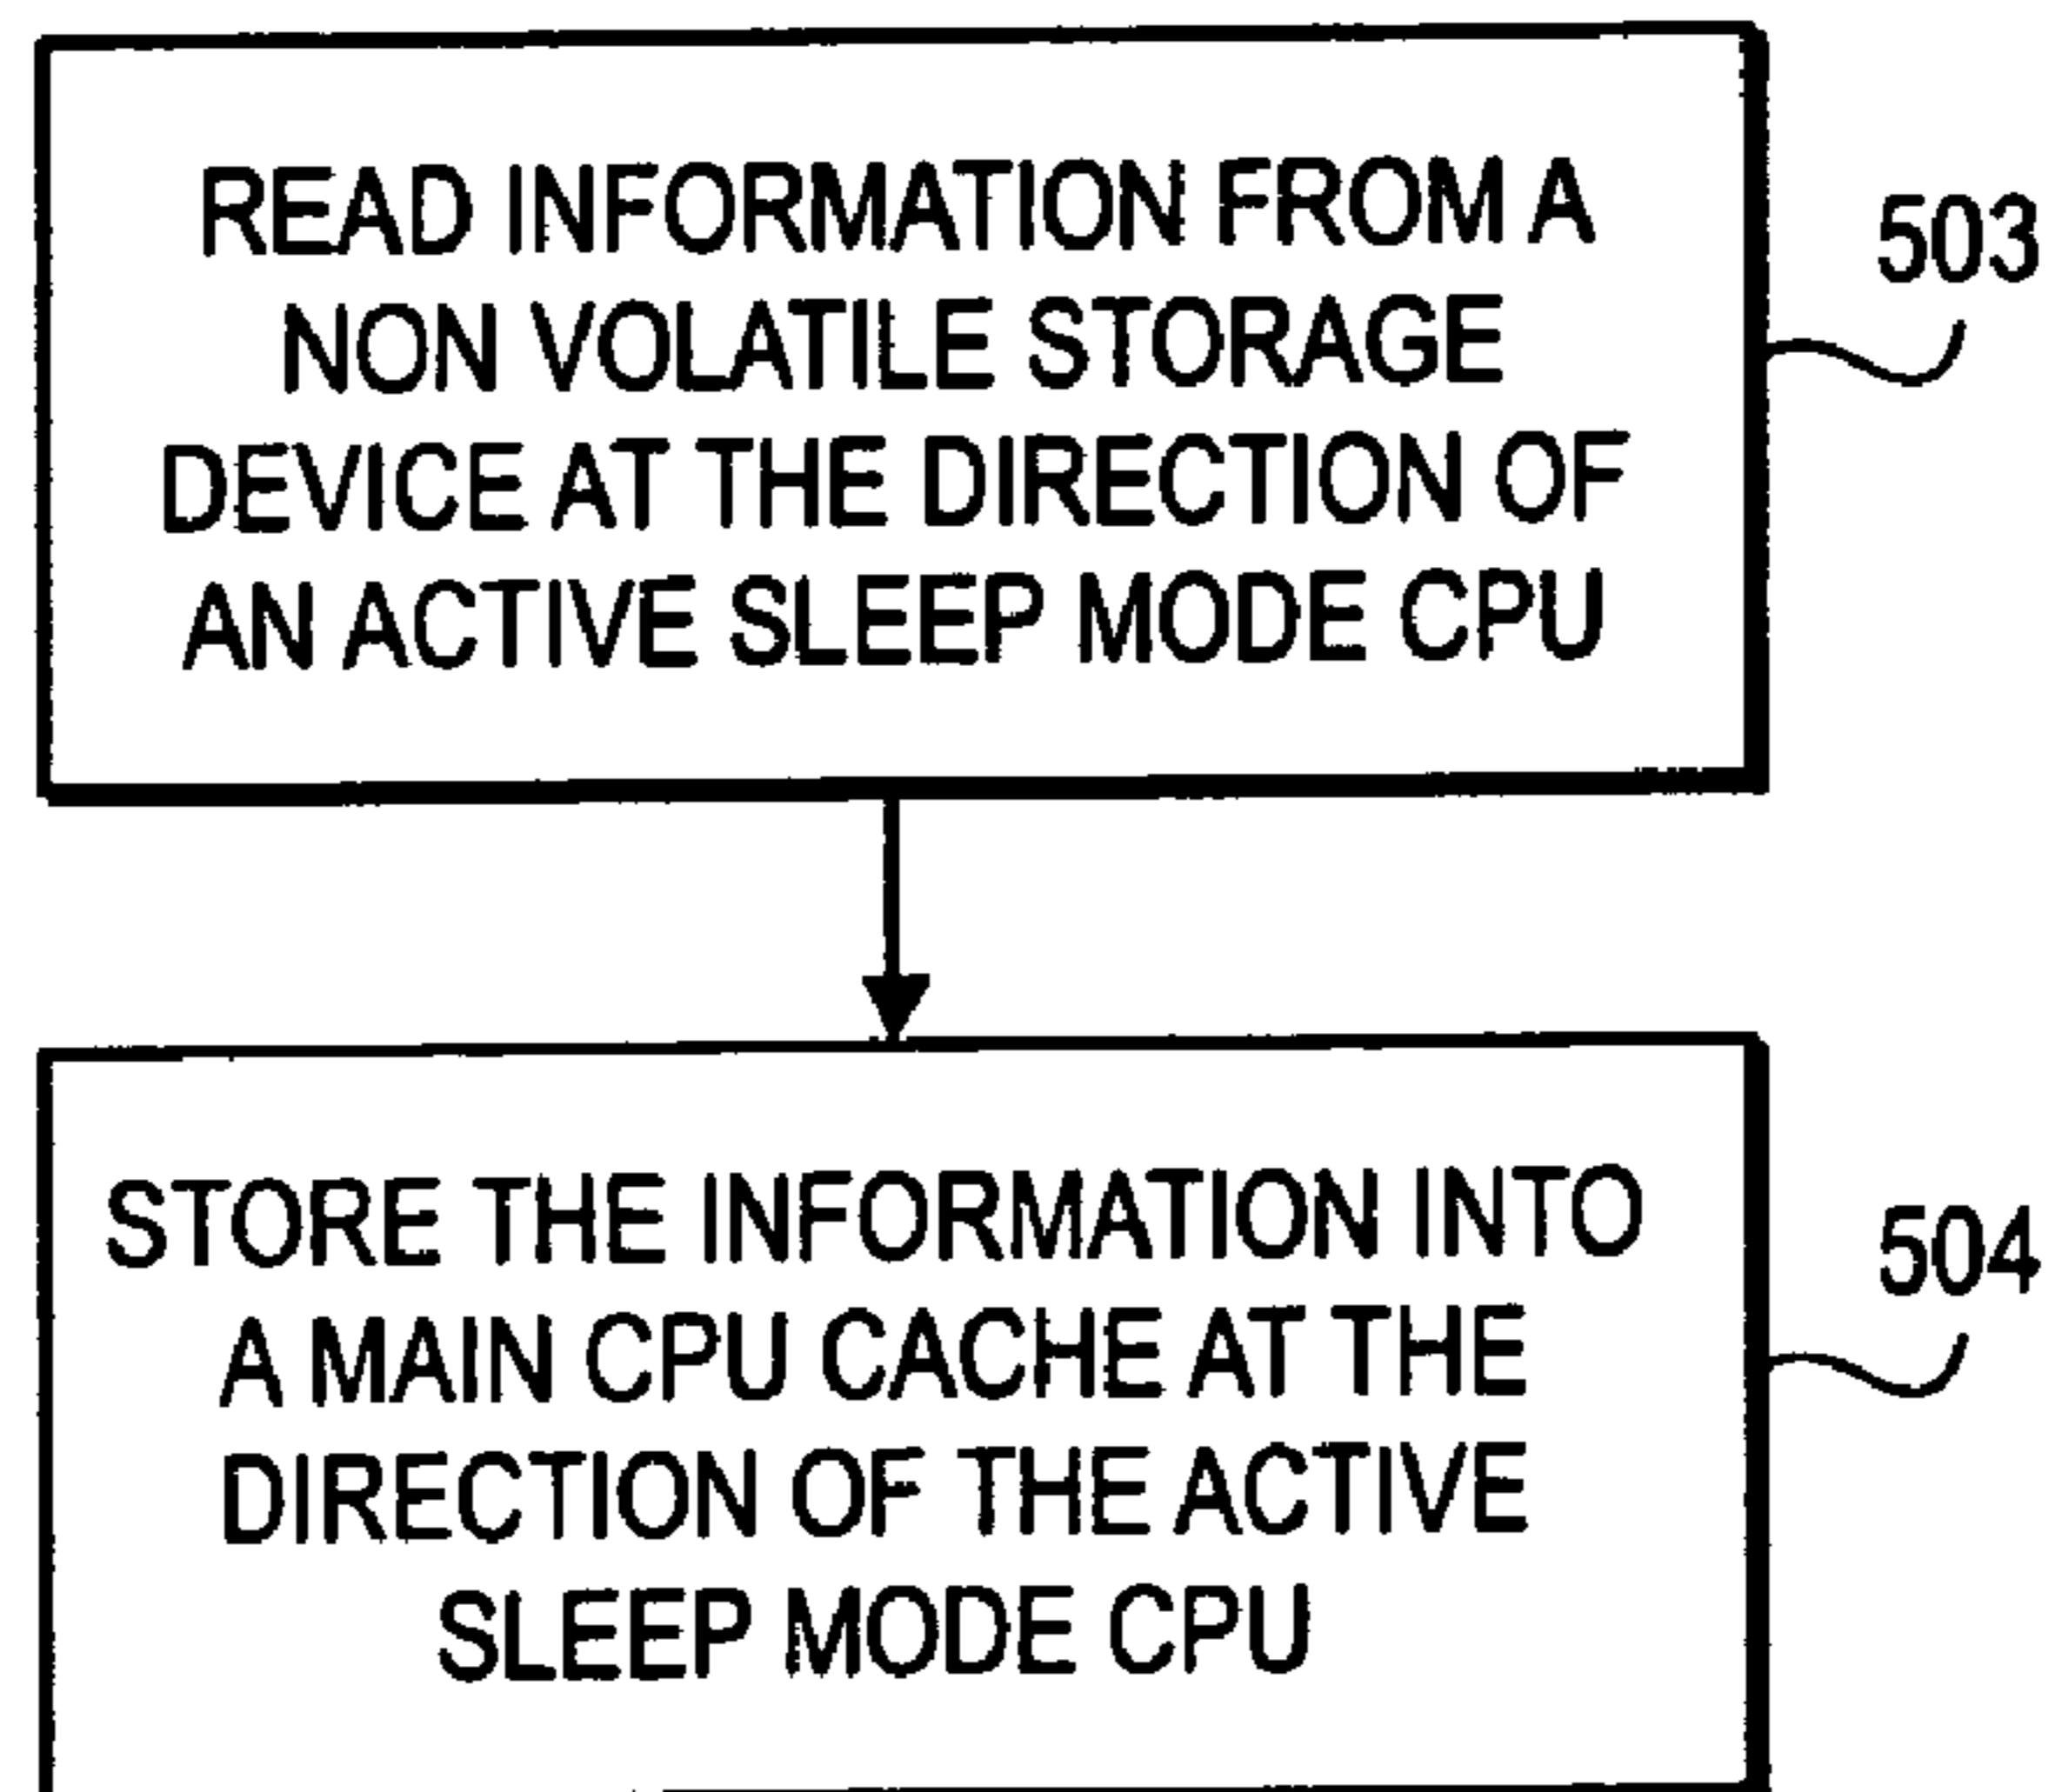 READ INFORMATION FROM A
NON VOLATILE STORAGE
DEVICE AT THE DIRECTION OF
AN ACTIVE SLEEP MODE CPU
503
STORE THE INFORMATION INTO
A MAIN CPU CACHE AT THE
DIRECTION OF THE ACTIVE
SLEEP MODE CPU
504